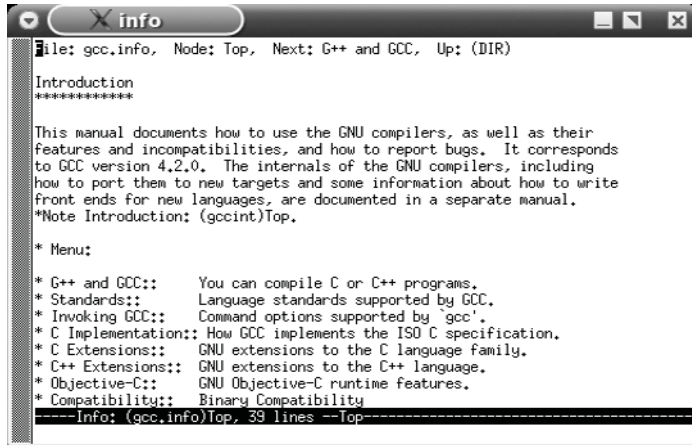 info
File: gcc.info,  Node: Top,  Next: G++ and GCC,  Up: (DIR)
Introduction
************
This manual documents how to use the GNU compilers, as well as their
features and incompatibilities, and how to report bugs.  It corresponds
to GCC version 4.2.0.  The internals of the GNU compilers, including
how to port them to new targets and some information about how to write
front ends for new languages, are documented in a separate manual.
*Note Introduction: (gccint)Top.
* Menu:
* G++ and GCC::     You can compile C or C++ programs.
* Standards::       Language standards supported by GCC.
* Invoking GCC::    Command options supported by `gcc'.
* C Implementation:: How GCC implements the ISO C specification.
* C Extensions::    GNU extensions to the C language family.
* C++ Extensions::  GNU extensions to the C++ language.
* Objective-C::     GNU Objective-C runtime features.
* Compatibility::   Binary Compatibility
-----Info: (gcc.info)Top, 39 lines --Top--------------------------------------